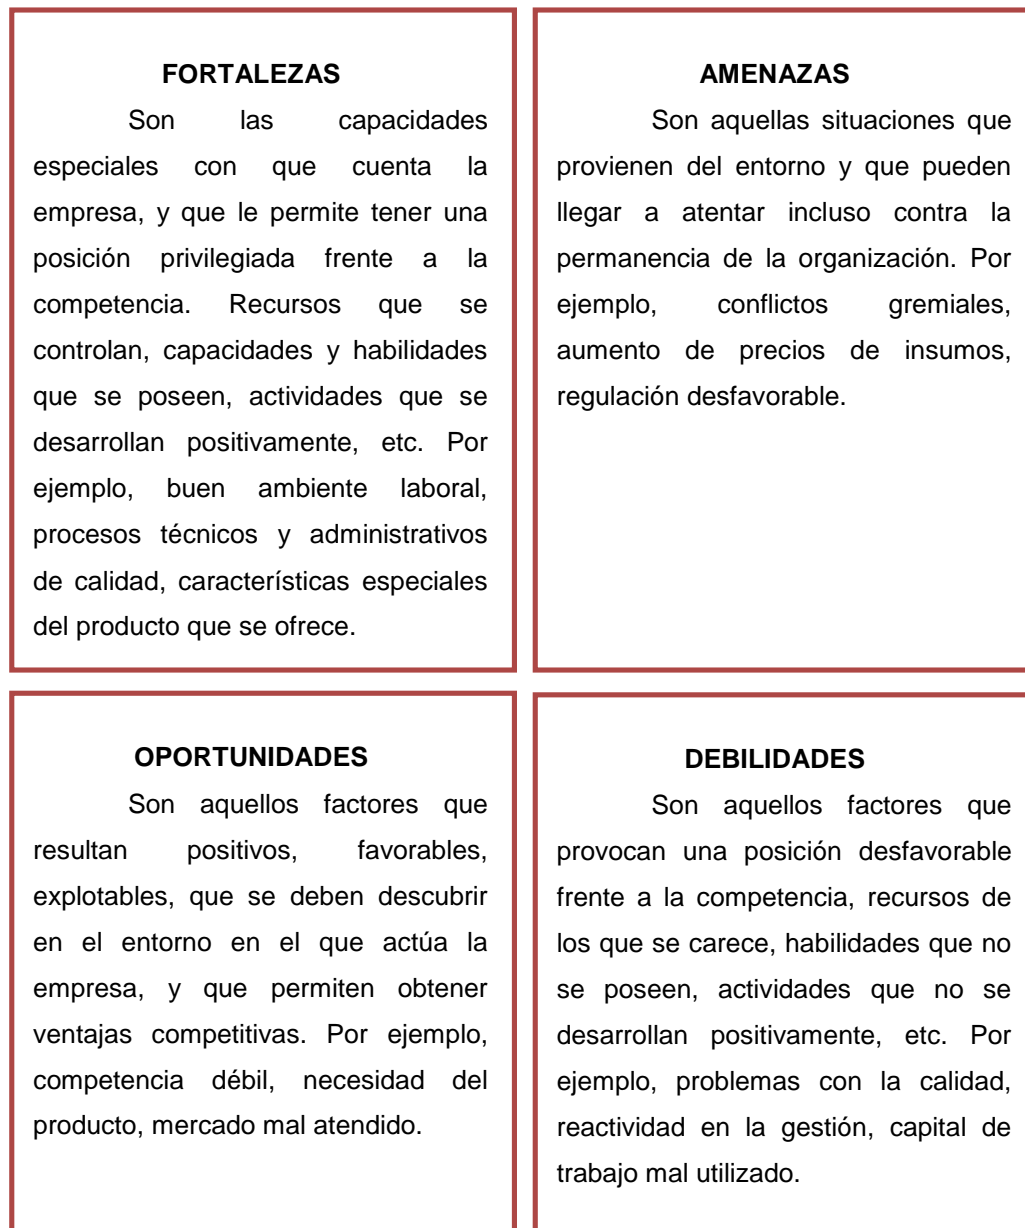 FORTALEZAS
Son las capacidades
especiales con que cuenta la
empresa, y que le permite tener una
posición privilegiada frente a la
competencia. Recursos que se
controlan, capacidades y habilidades
que se poseen, actividades que se
desarrollan positivamente, etc. Por
ejemplo, buen ambiente laboral,
procesos técnicos y administrativos
de calidad, características especiales
del producto que se ofrece.
AMENAZAS
Son aquellas situaciones que
provienen del entorno y que pueden
llegar a atentar incluso contra la
permanencia de la organización. Por
ejemplo, conflictos gremiales,
aumento de precios de insumos,
regulación desfavorable.
OPORTUNIDADES
Son aquellos factores que
resultan positivos, favorables,
explotables, que se deben descubrir
en el entorno en el que actúa la
empresa, y que permiten obtener
ventajas competitivas. Por ejemplo,
competencia débil, necesidad del
producto, mercado mal atendido.
DEBILIDADES
Son aquellos factores que
provocan una posición desfavorable
frente a la competencia, recursos de
los que se carece, habilidades que no
se poseen, actividades que no se
desarrollan positivamente, etc. Por
ejemplo, problemas con la calidad,
reactividad en la gestión, capital de
trabajo mal utilizado.